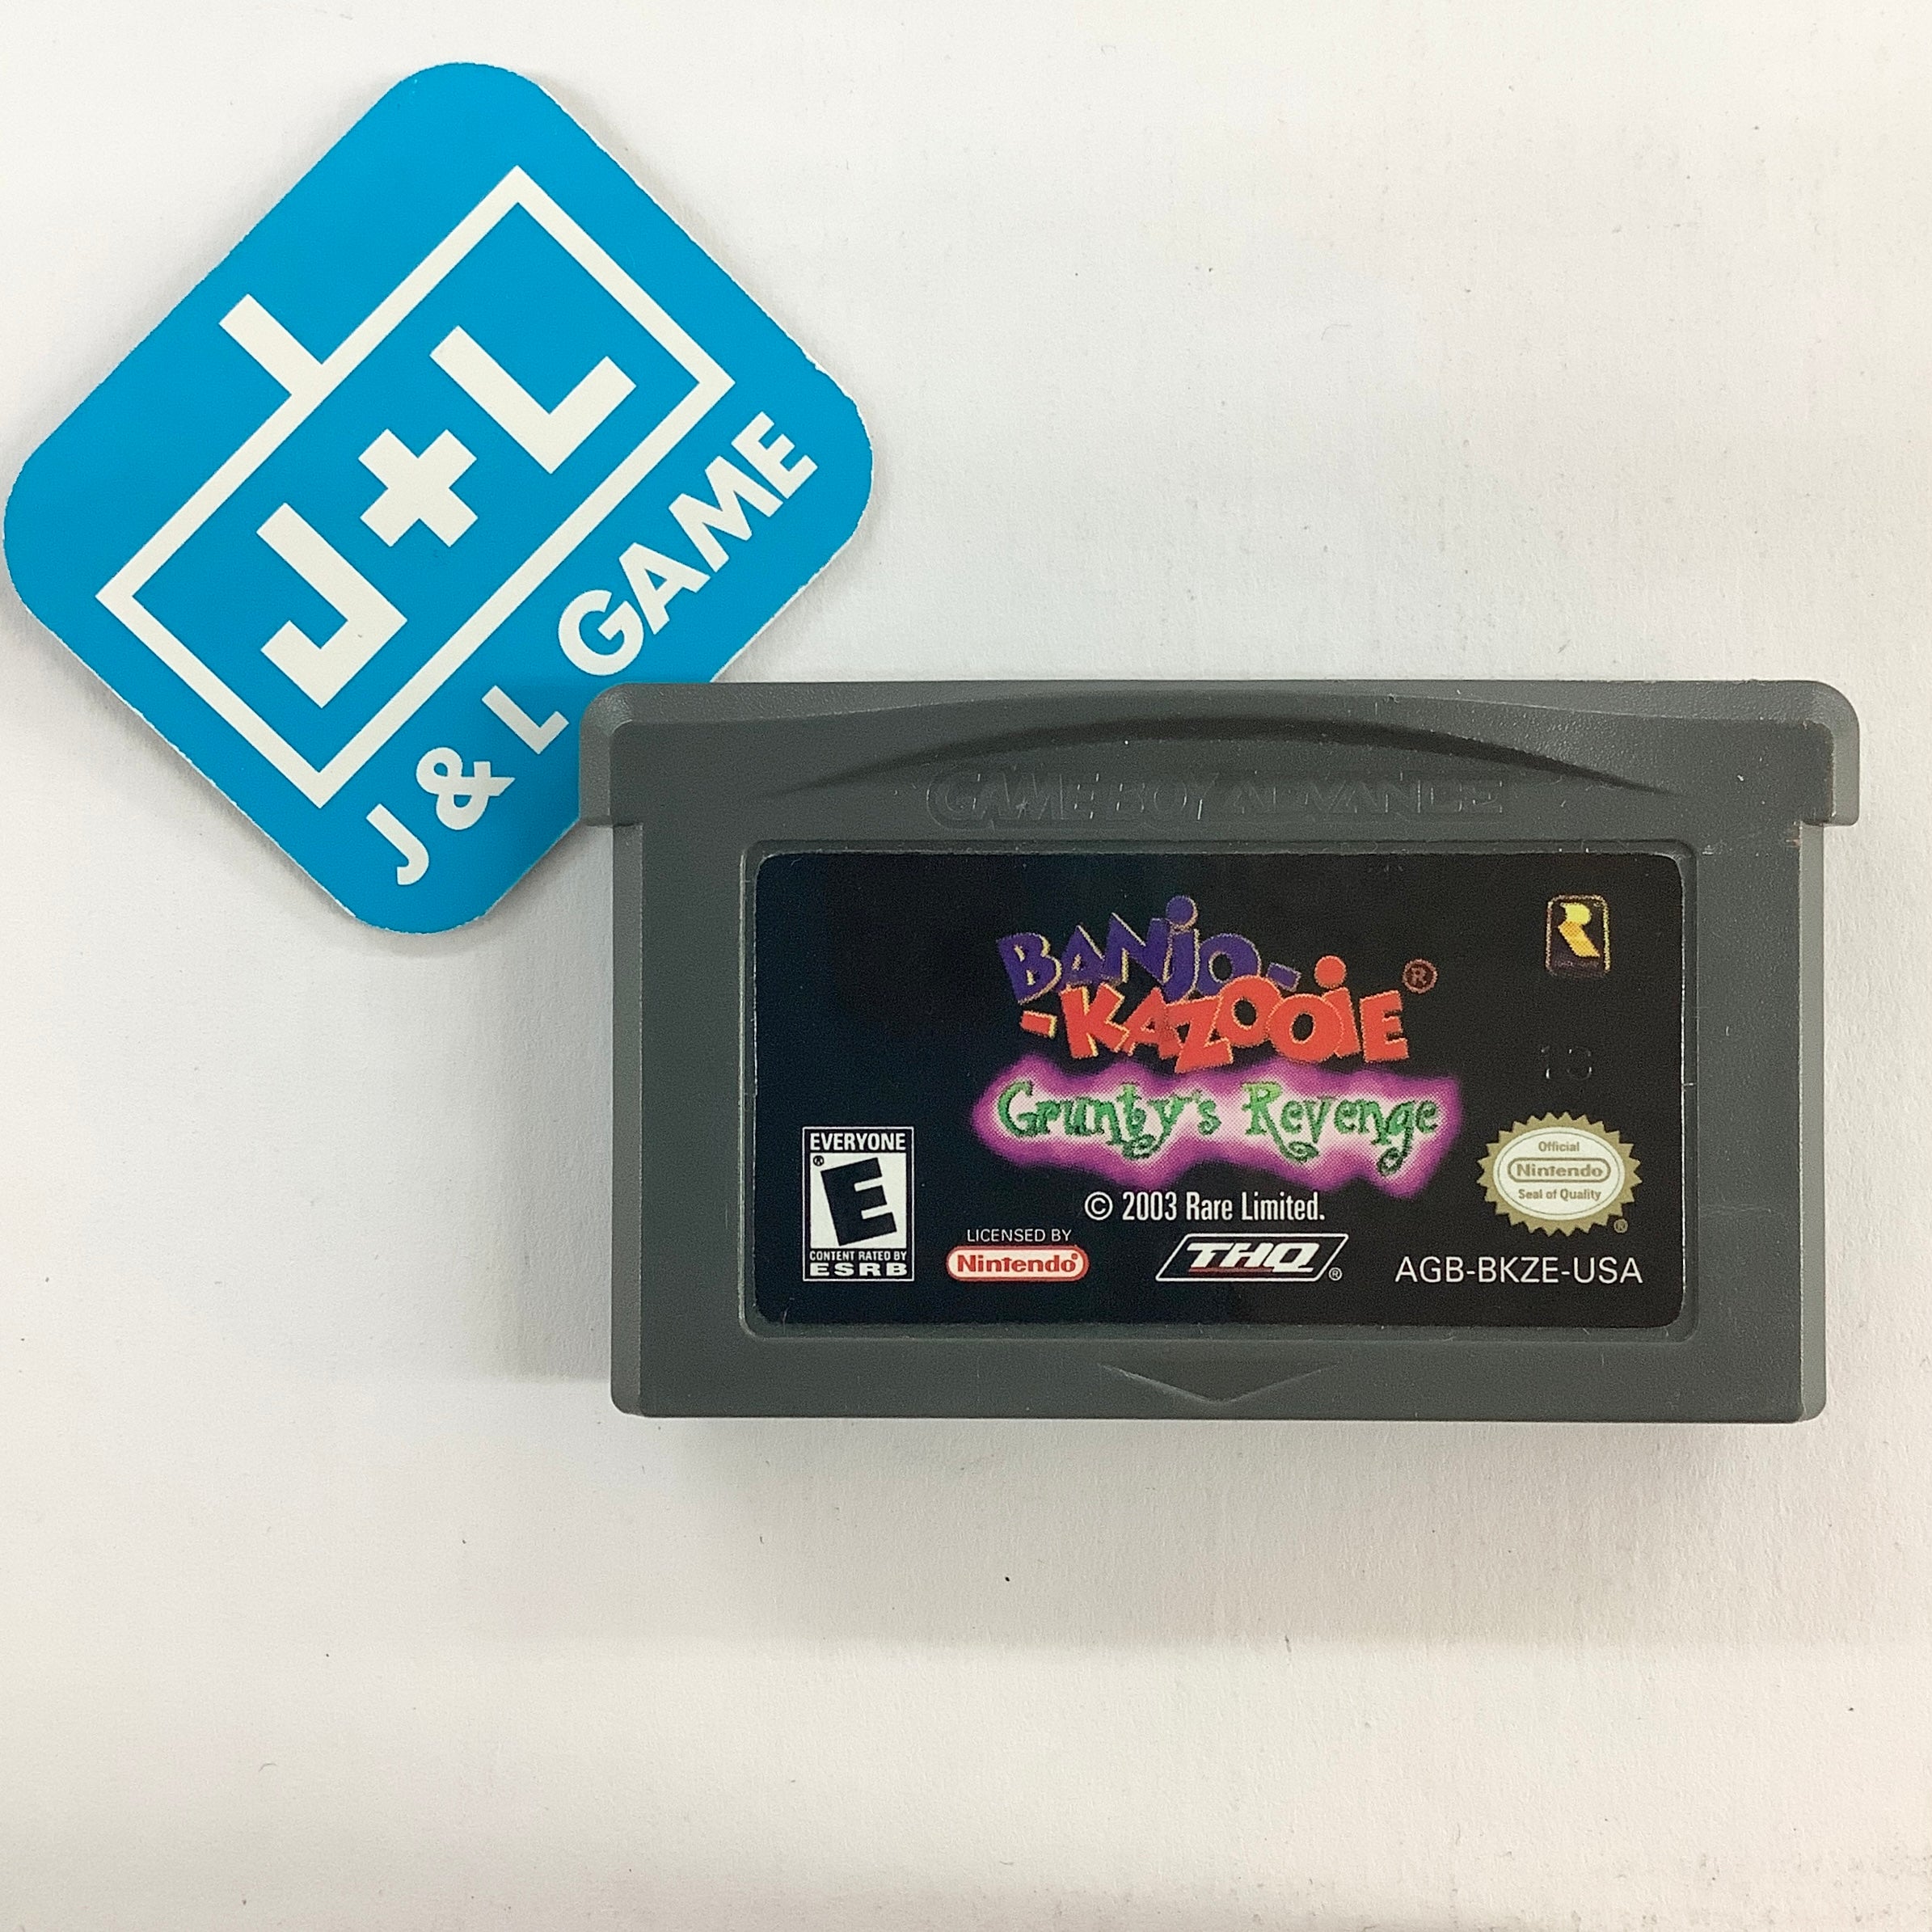 J+L
J & L GAME
GAME BOY ADVANCE
BANJO-
-KAZOOIE®
Grunty's Revenge
R
13
EVERYONE
E®
CONTENT RATED BY
ESRB
© 2003 Rare Limited.
LICENSED BY
Nintendo®
THQ®
Official
Nintendo
Seal of Quality®
AGB-BKZE-USA